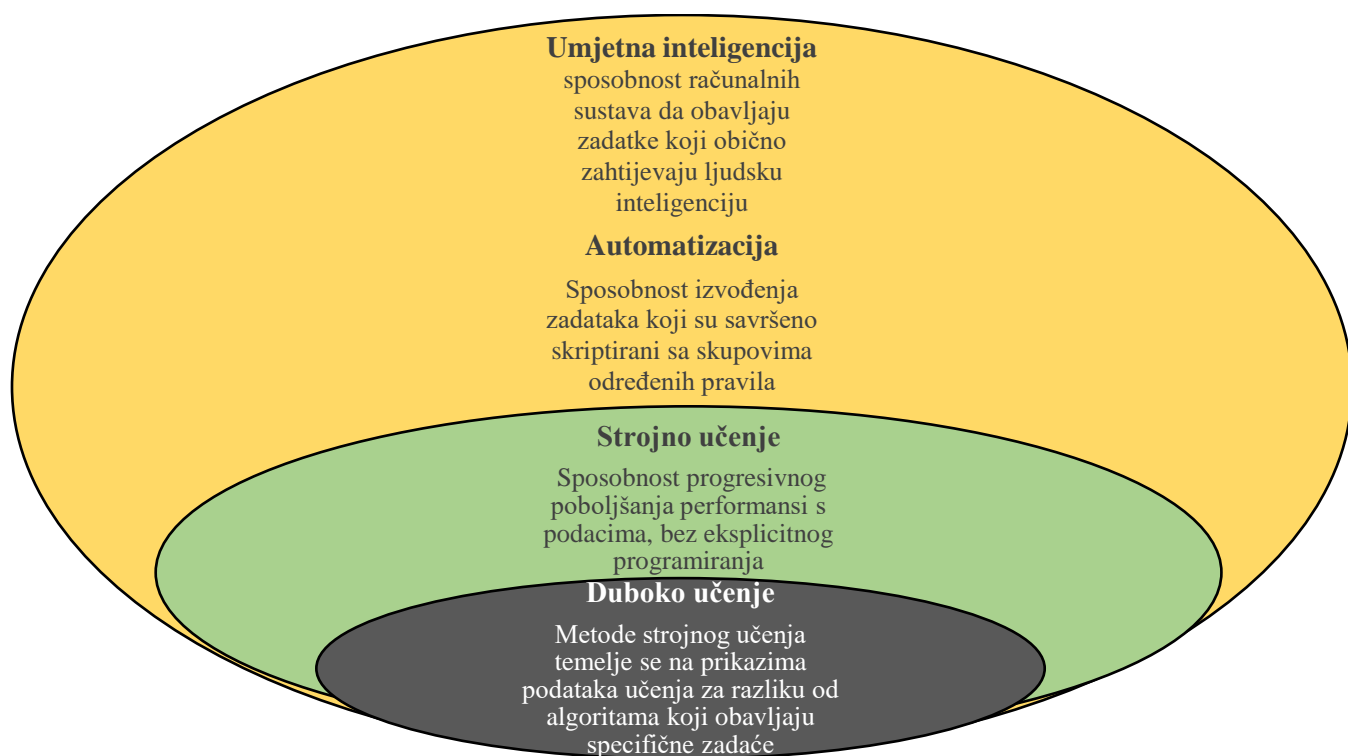 Umjetna inteligencija
sposobnost računalnih
sustava da obavljaju
zadatke koji obično
zahtijevaju ljudsku
inteligenciju
Automatizacija
Sposobnost izvođenja
zadataka koji su savršeno
skriptirani sa skupovima
određenih pravila
Strojno učenje
Sposobnost progresivnog
poboljšanja performansi s
podacima, bez eksplicitnog
programiranja
Duboko učenje
Metode strojnog učenja
temelje se na prikazima
podataka učenja za razliku od
algoritama koji obavljaju
specifične zadaće